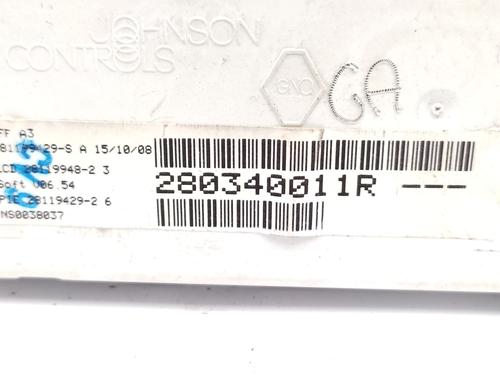 JOHNSON
CONTROLS
GNC
GA
FF A3
28119429-S A 15/10/08
LCD 28119948-2 3
Soft V06.54
PIE 28119429-2 6
NS0038037
280340011R ---